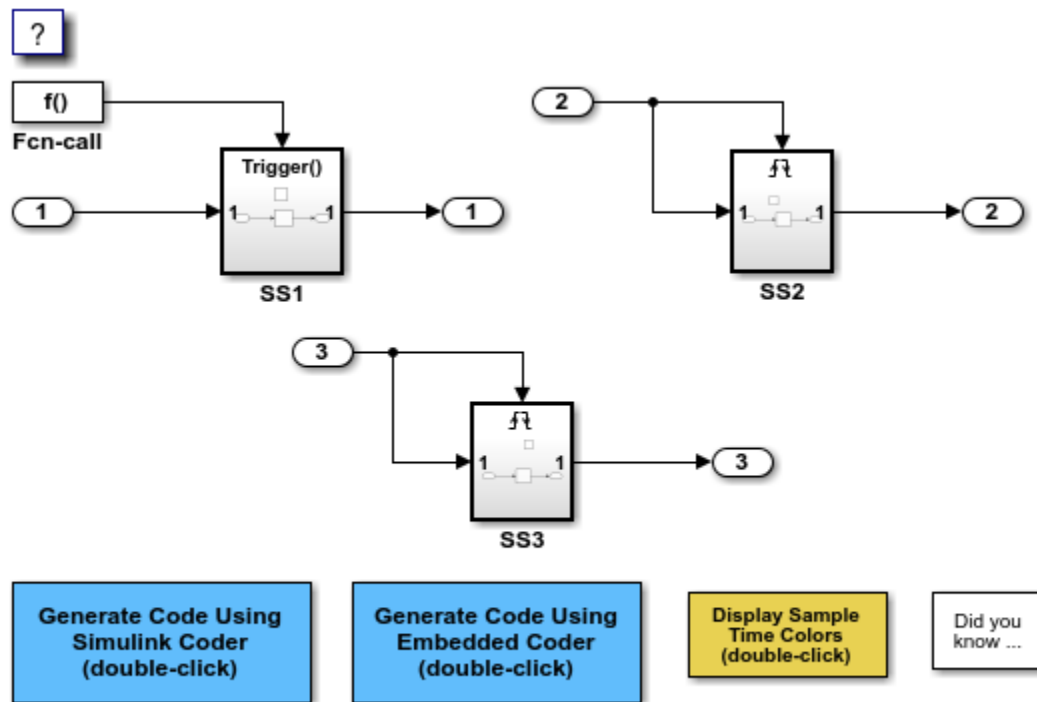 ?
f()
Fcn-call
Trigger()
1
1
1
1
SS1
2
1
1
2
SS2
3
1
1
3
SS3
Generate Code Using
Simulink Coder
(double-click)
Generate Code Using
Embedded Coder
(double-click)
Display Sample
Time Colors
(double-click)
Did you
know ...